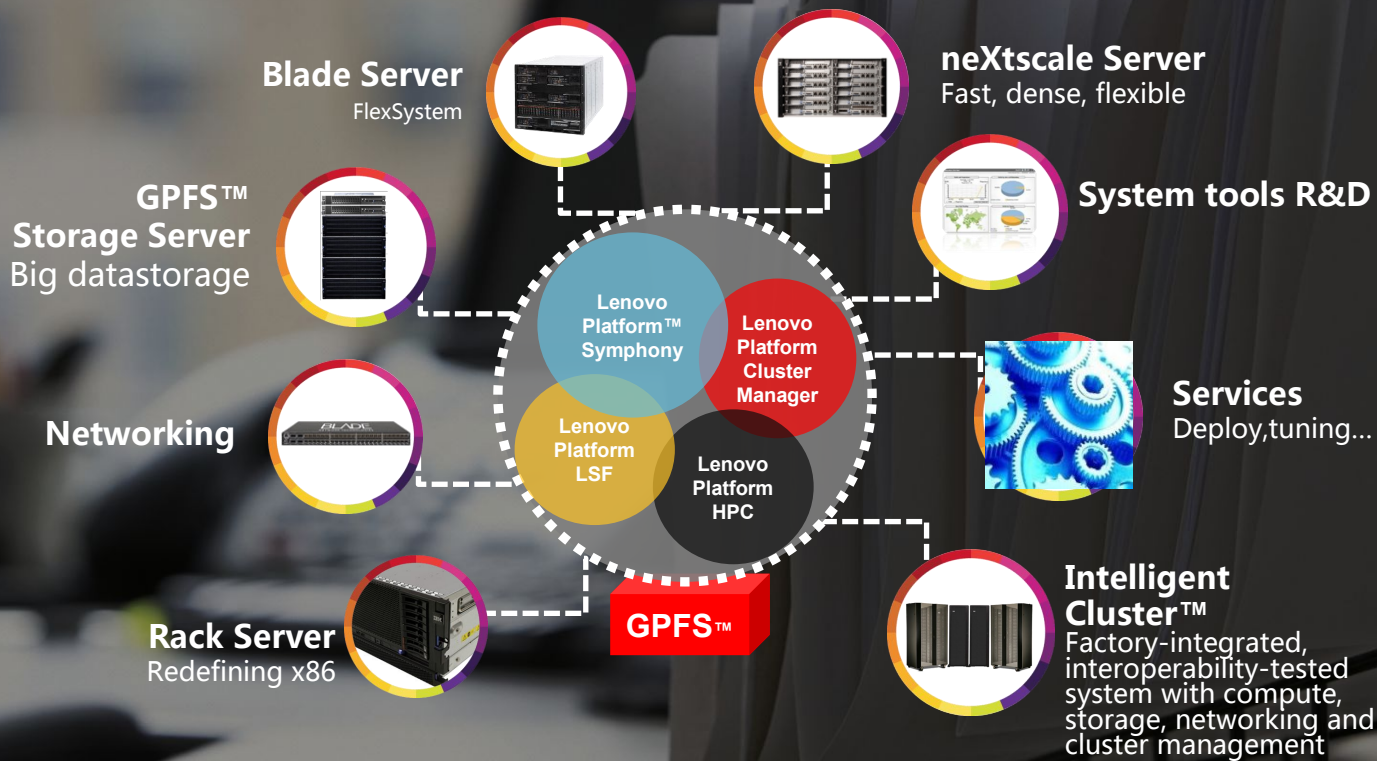 Blade Server
FlexSystem
neXtscale Server
Fast, dense, flexible
GPFS™
Storage Server
Big datastorage
System tools R&D
Lenovo
Platform™
Symphony
Lenovo
Platform
Cluster
Manager
Services
Deploy,tuning...
Networking
BLADE
Lenovo
Platform
LSF
Lenovo
Platform
HPC
Rack Server
Redefining x86
GPFS™
Intelligent
Cluster™
Factory-integrated,
interoperability-tested
system with compute,
storage, networking and
cluster management